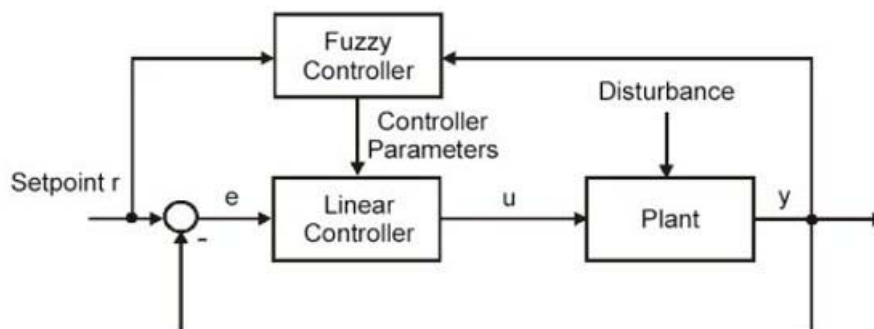 Fuzzy
Controller
Disturbance
Controller
Parameters
Setpoint r
e
Linear
Controller
u
Plant
y
-